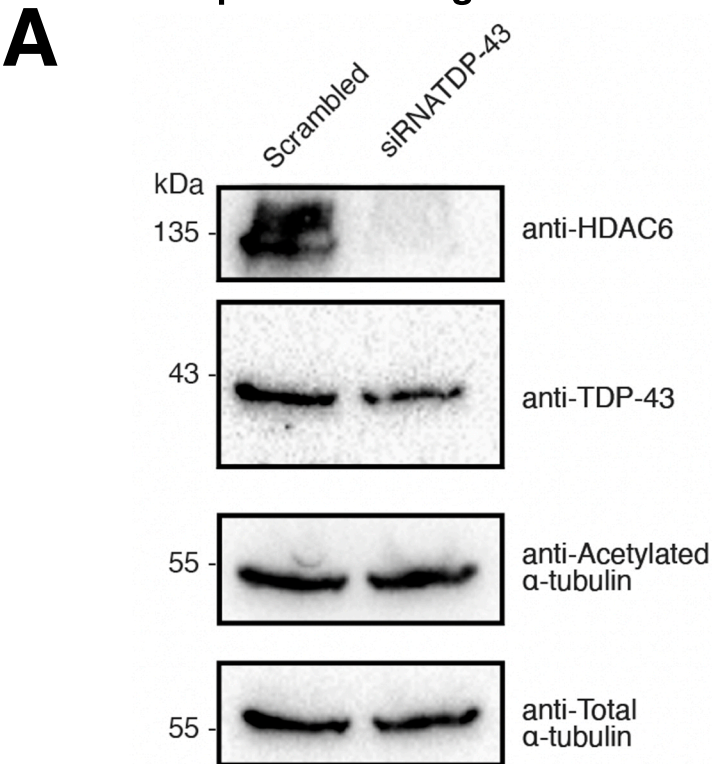 A
Scrambled
siRNATDP-43
kDa
135 -
anti-HDAC6
43 -
anti-TDP-43
55 -
anti-Acetylated
α-tubulin
55 -
anti-Total
α-tubulin